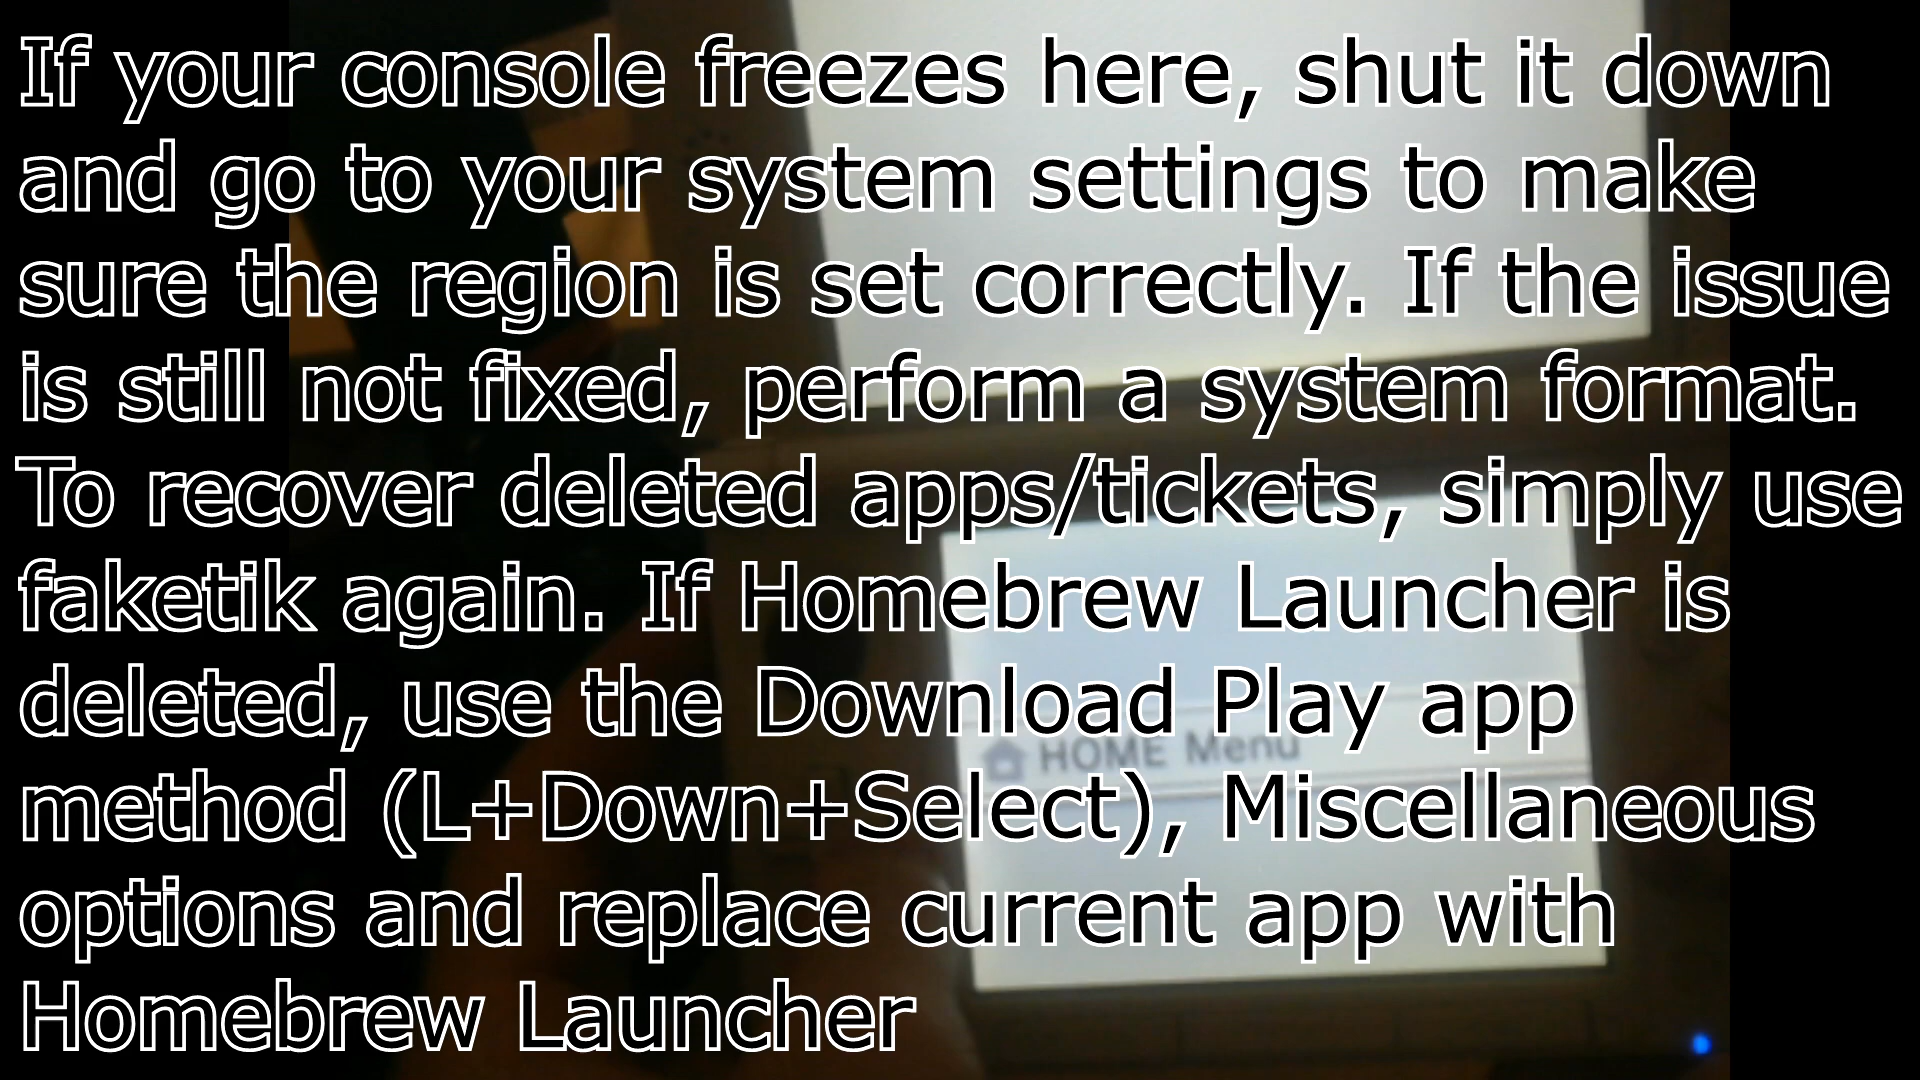 If your console freezes here, shut it down
and go to your system settings to make
sure the region is set correctly. If the issue
is still not fixed, perform a system format.
To recover deleted apps/tickets, simply use
faketik again. If Homebrew Launcher is
deleted, use the Download Play app
HOME Menu
method (L+Down+Select), Miscellaneous
options and replace current app with
Homebrew Launcher